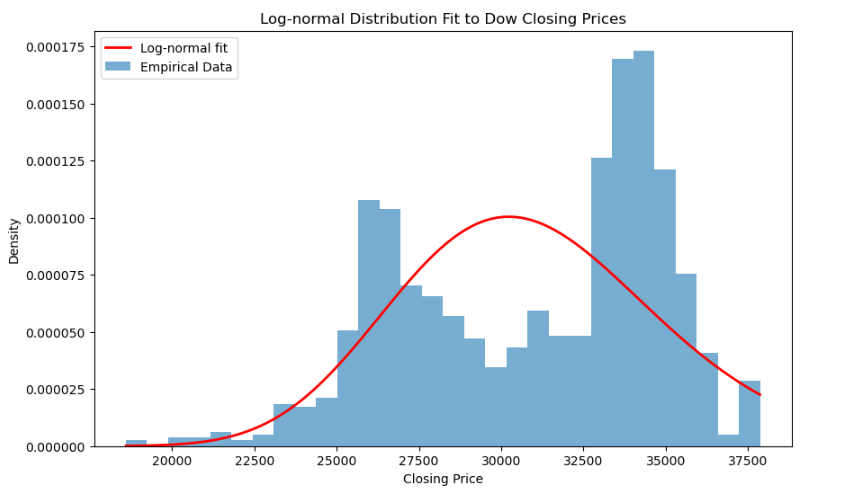 Log-normal Distribution Fit to Dow Closing Prices
Log-normal fit
Empirical Data
0.000175
0.000150
0.000125
0.000100
0.000075
0.000050
0.000025
0.000000
Density
20000 22500 25000 27500 30000 32500 35000 37500
Closing Price